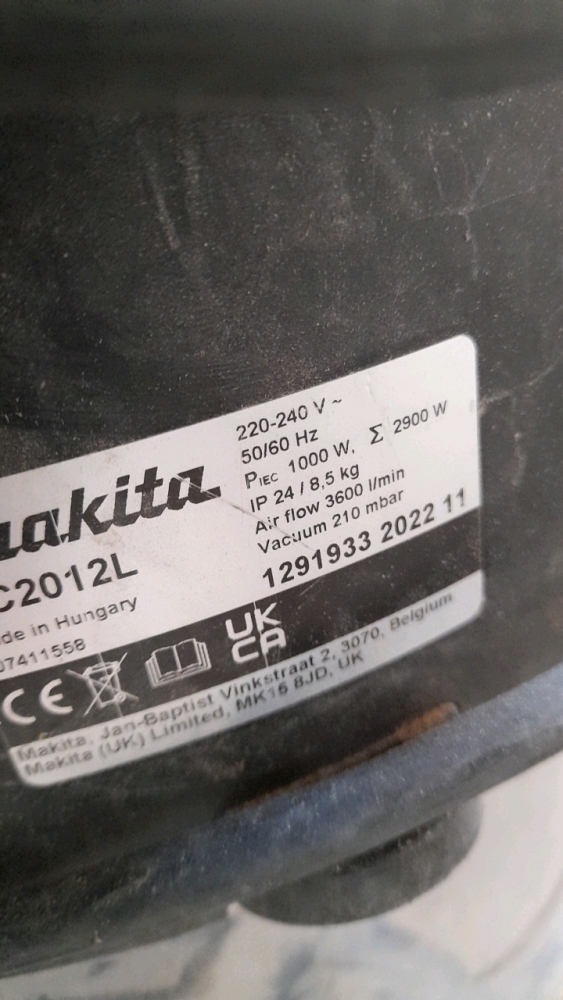 220-240 V ~
50/60 Hz
PIEC 1000 W, Σ 2900 W
IP 24 / 8,5 kg
Air flow 3600 l/min
Vacuum 210 mbar
1291933 2022 11
akita
C2012L
de in Hungary
07411558
CE
UK
CA
Makita, Jan-Baptist Vinkstraat 2, 3070, Belgium
Makita (UK) Limited, MK15 8JD, UK